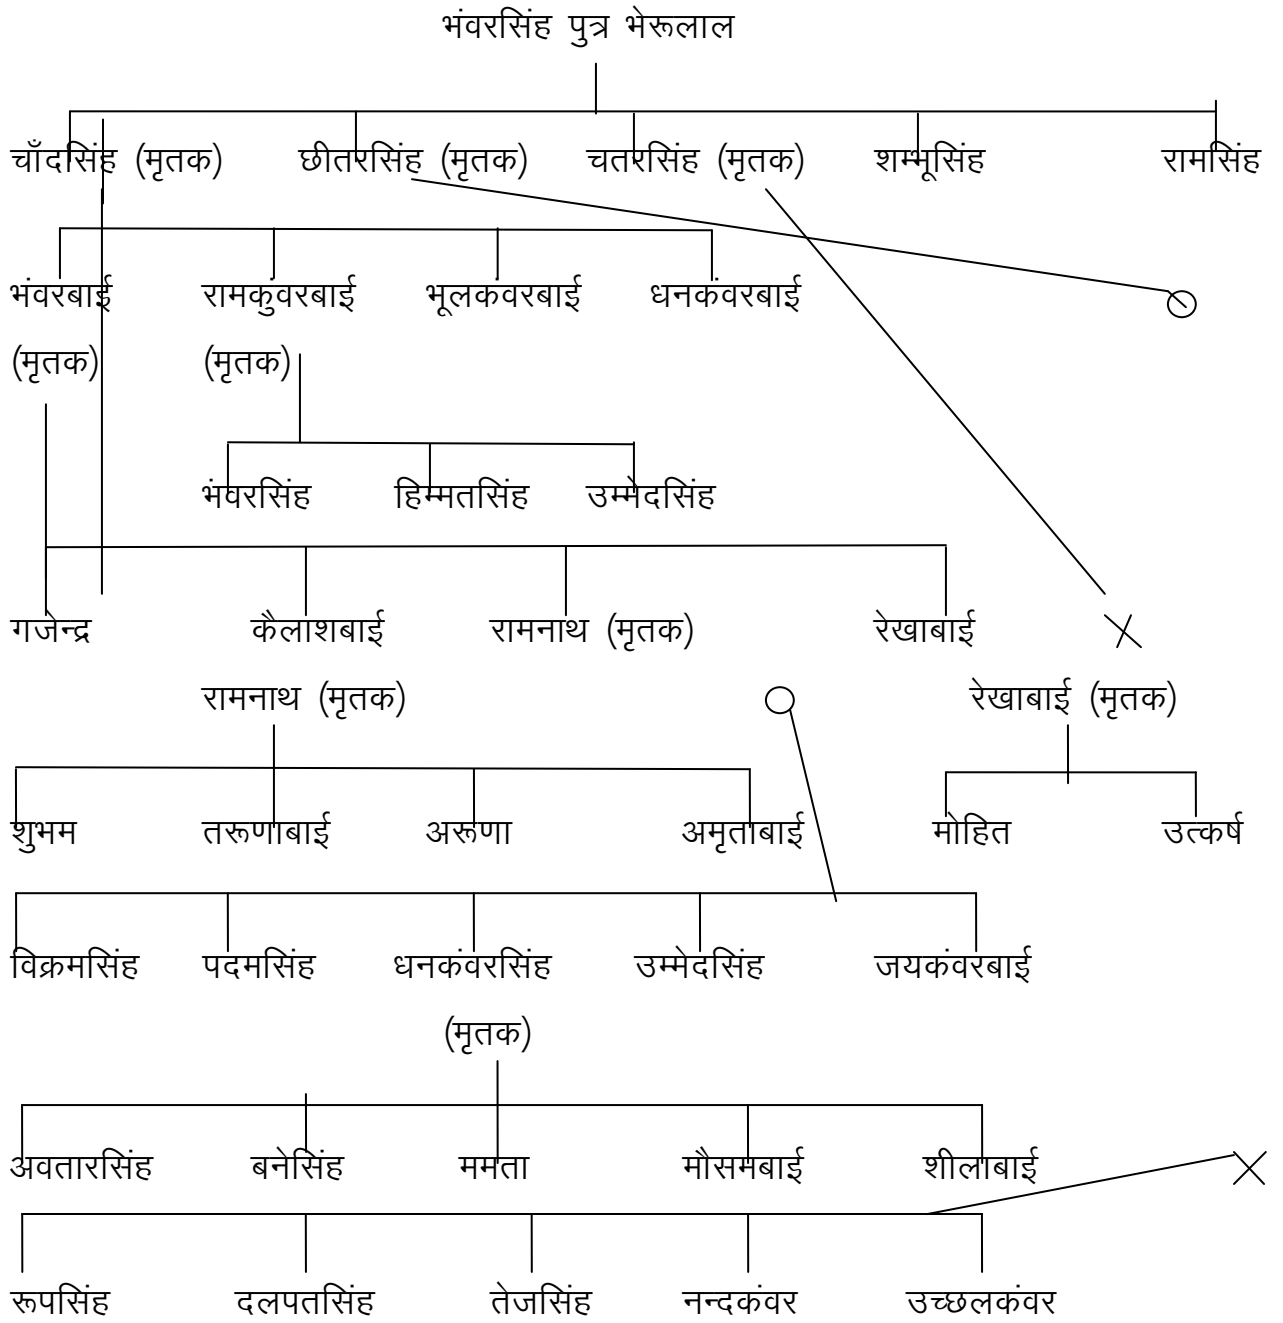 भंवरसिंह पुत्र भेरूलाल
चाँदसिंह (मृतक) छीतरसिंह (मृतक) चतरसिंह (मृतक) शम्भूसिंह रामसिंह
भंवरबाई रामकुंवरबाई भूलकंवरबाई धनकंवरबाई
(मृतक) (मृतक)
भंवरसिंह हिम्मतसिंह उम्मेदसिंह
गजेन्द्र कैलाशबाई रामनाथ (मृतक) रेखाबाई
रामनाथ (मृतक) रेखाबाई (मृतक)
शुभम तरूणाबाई अरूणा अमृताबाई मोहित उत्कर्ष
विक्रमसिंह पदमसिंह धनकंवरसिंह उम्मेदसिंह जयकंवरबाई
(मृतक)
अवतारसिंह बनेसिंह ममता मौसमबाई शीलाबाई
रूपसिंह दलपतसिंह तेजसिंह नन्दकंवर उच्छलकंवर